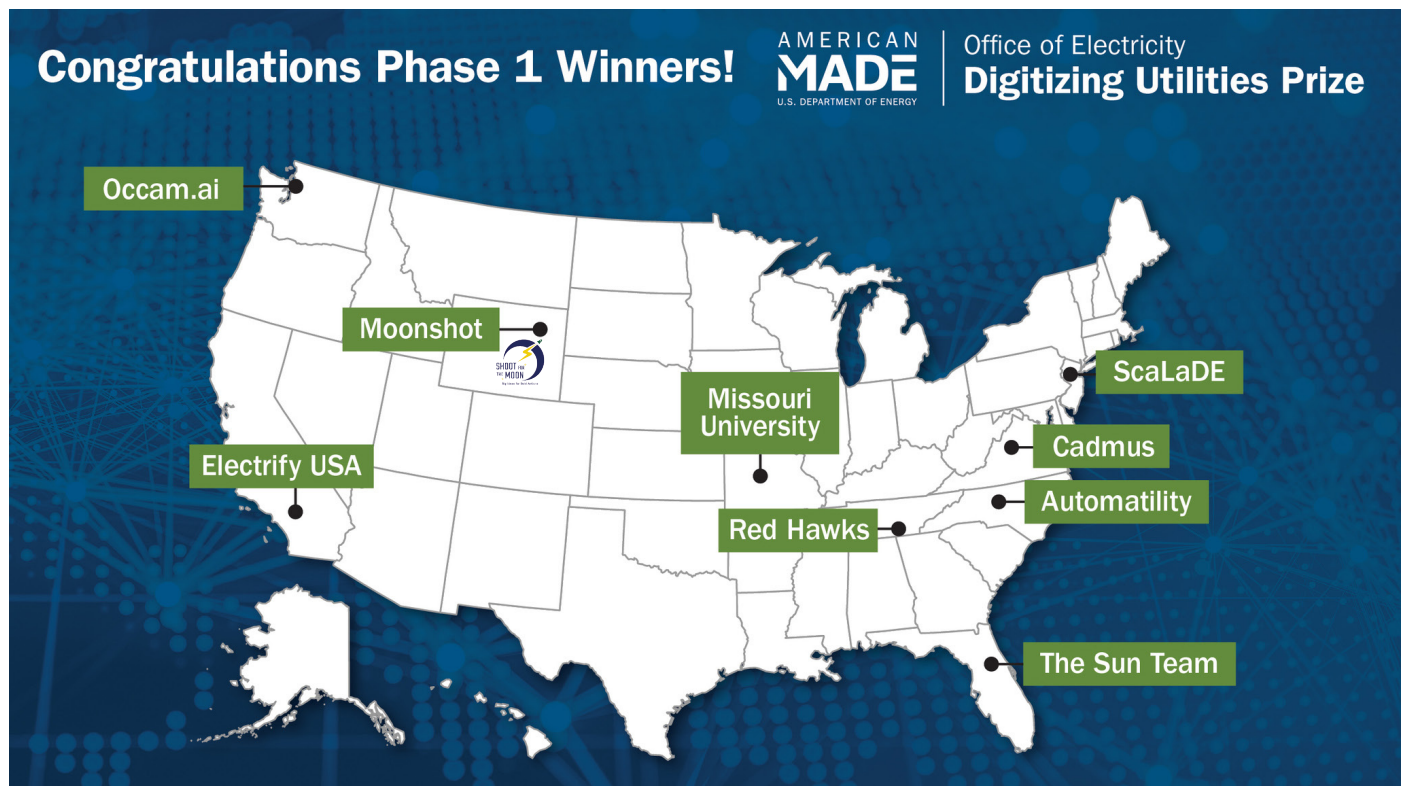 Congratulations Phase 1 Winners!
AMERICAN
MADE
U.S. DEPARTMENT OF ENERGY
Office of Electricity
Digitizing Utilities Prize
Occam.ai
Moonshot
SHOOT FOR
THE MOON
ScaLaDE
Missouri
University
Cadmus
Electrify USA
Automatility
Red Hawks
The Sun Team